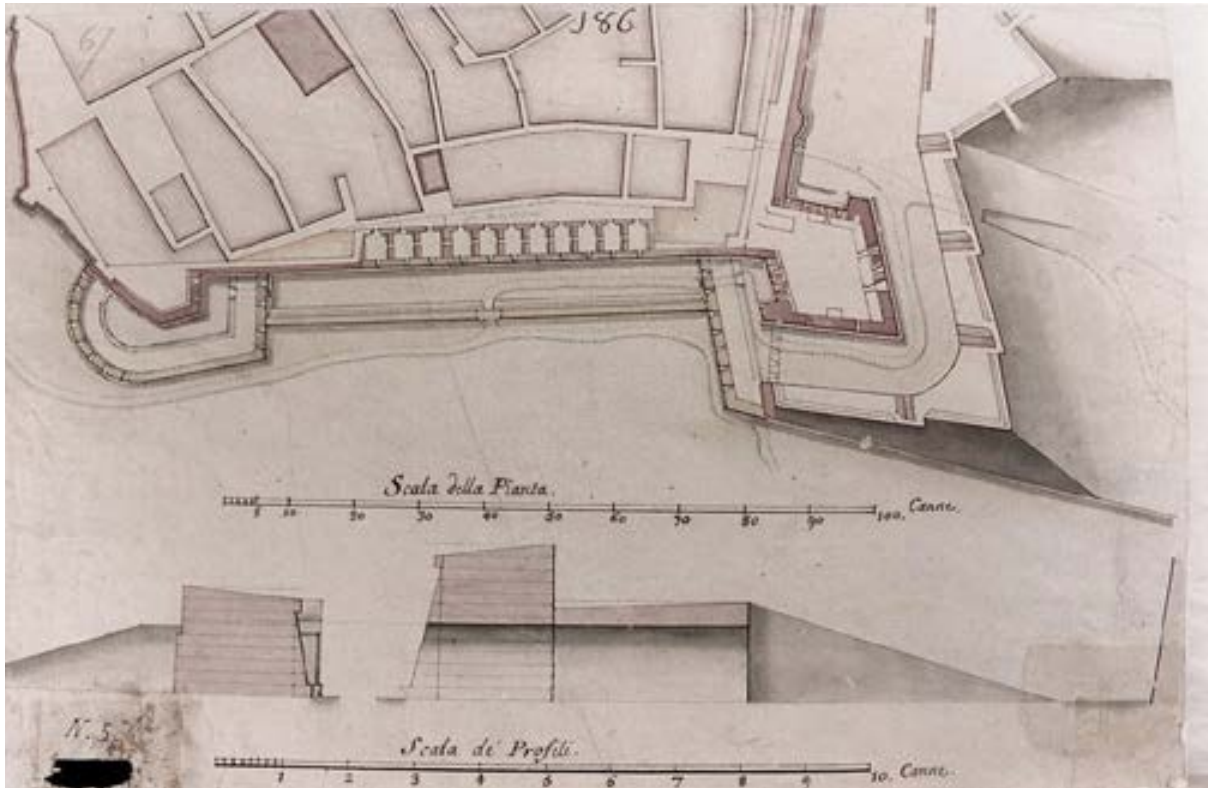 67
186
Scala della Pianta.
5 10 20 30 40 50 60 70 80 90 100. Canne.
N. 5.
Scala de' Profili.
1 2 3 4 5 6 7 8 9 10. Canne.